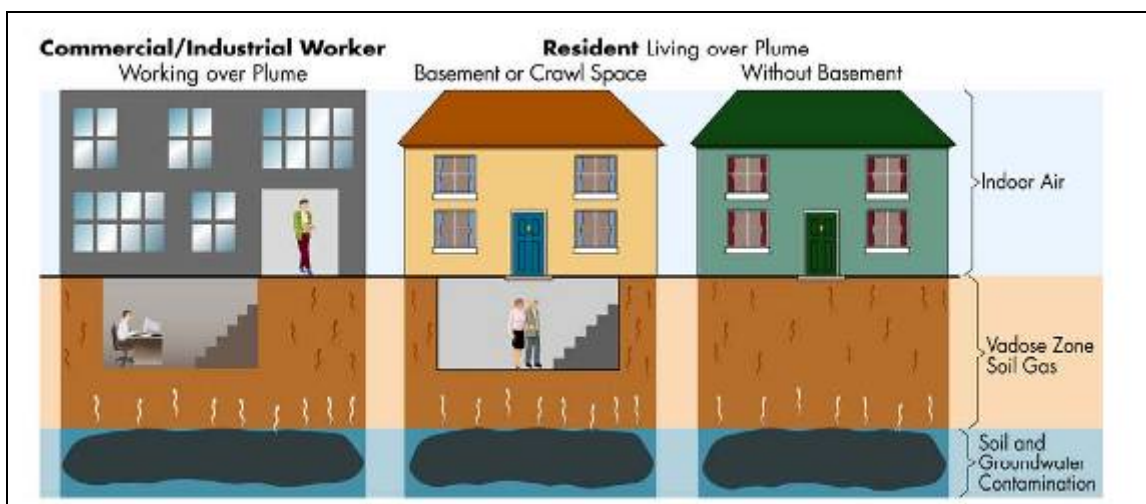 Commercial/Industrial Worker
Working over Plume
Resident Living over Plume
Basement or Crawl Space
Without Basement
Indoor Air
Vadose Zone
Soil Gas
Soil and
Groundwater
Contamination